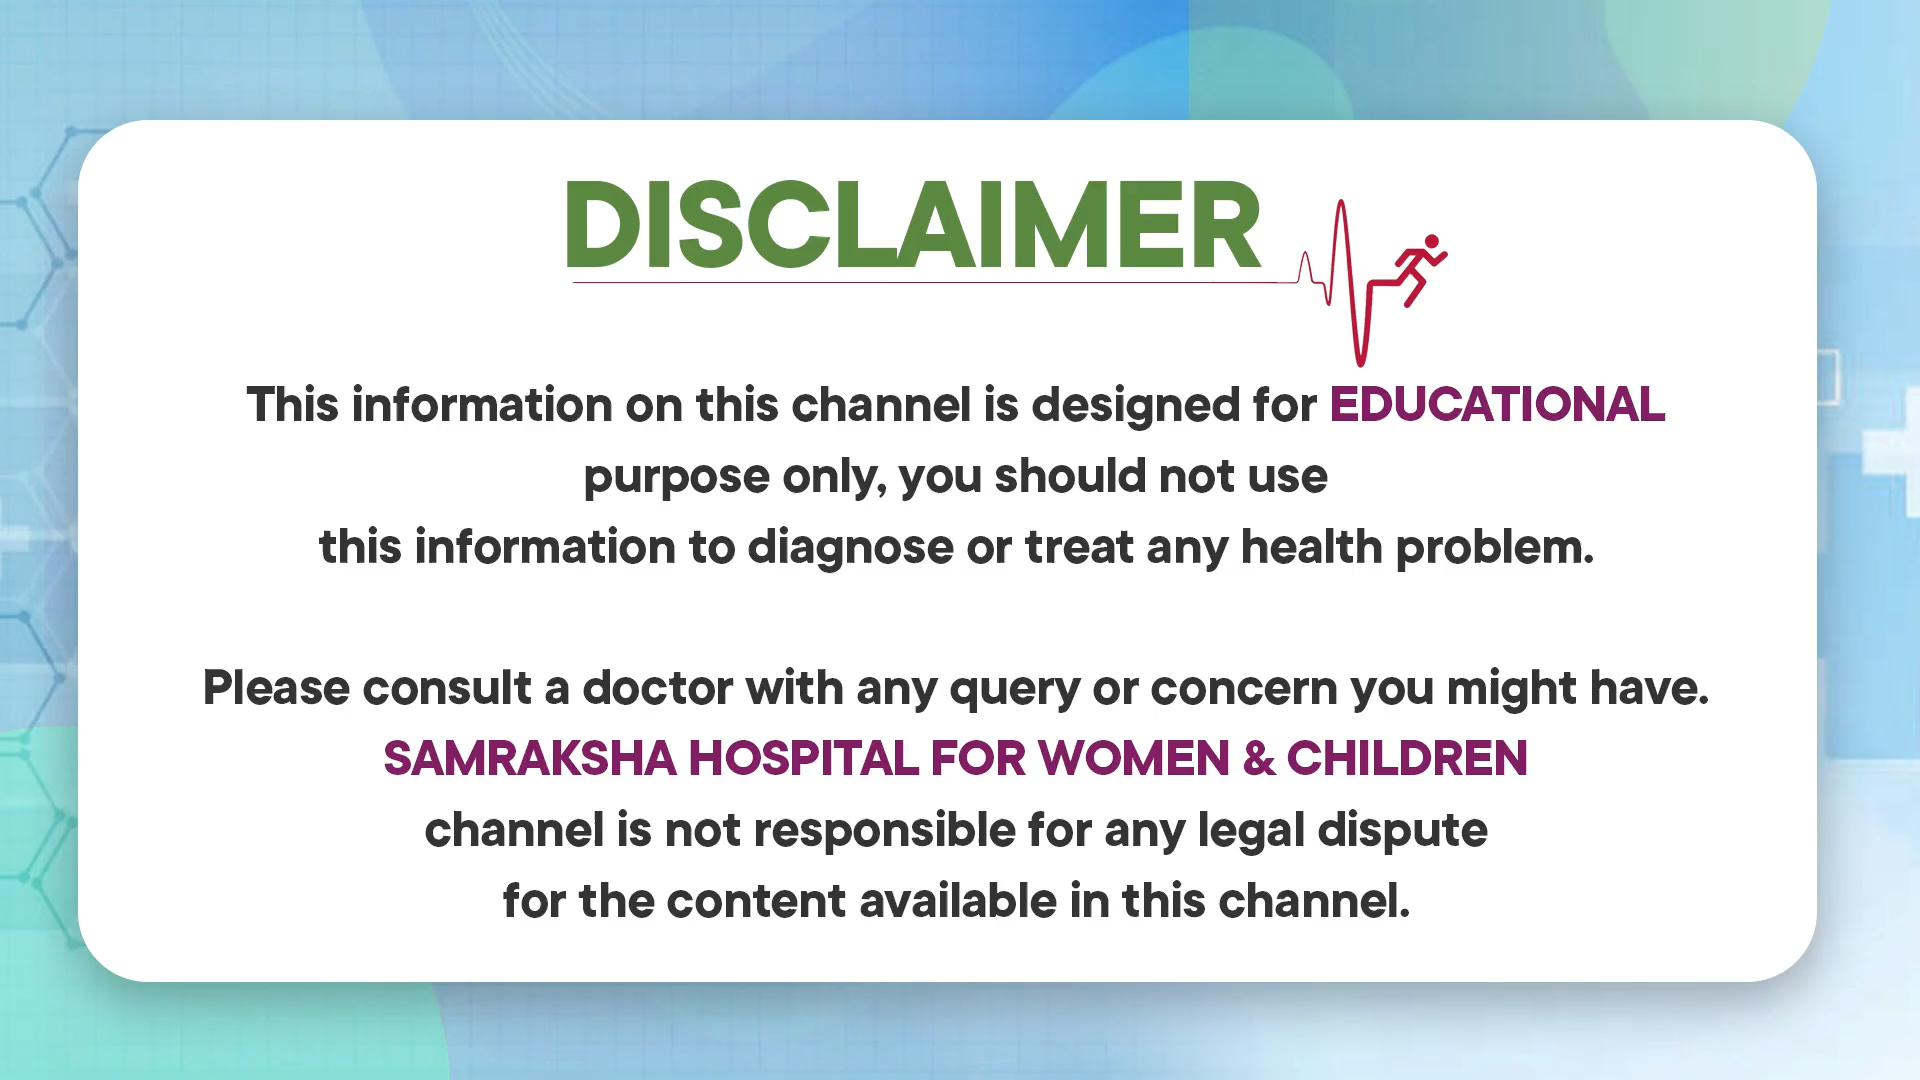 DISCLAIMER
This information on this channel is designed for EDUCATIONAL
purpose only, you should not use
this information to diagnose or treat any health problem.
Please consult a doctor with any query or concern you might have.
SAMRAKSHA HOSPITAL FOR WOMEN & CHILDREN
channel is not responsible for any legal dispute
for the content available in this channel.